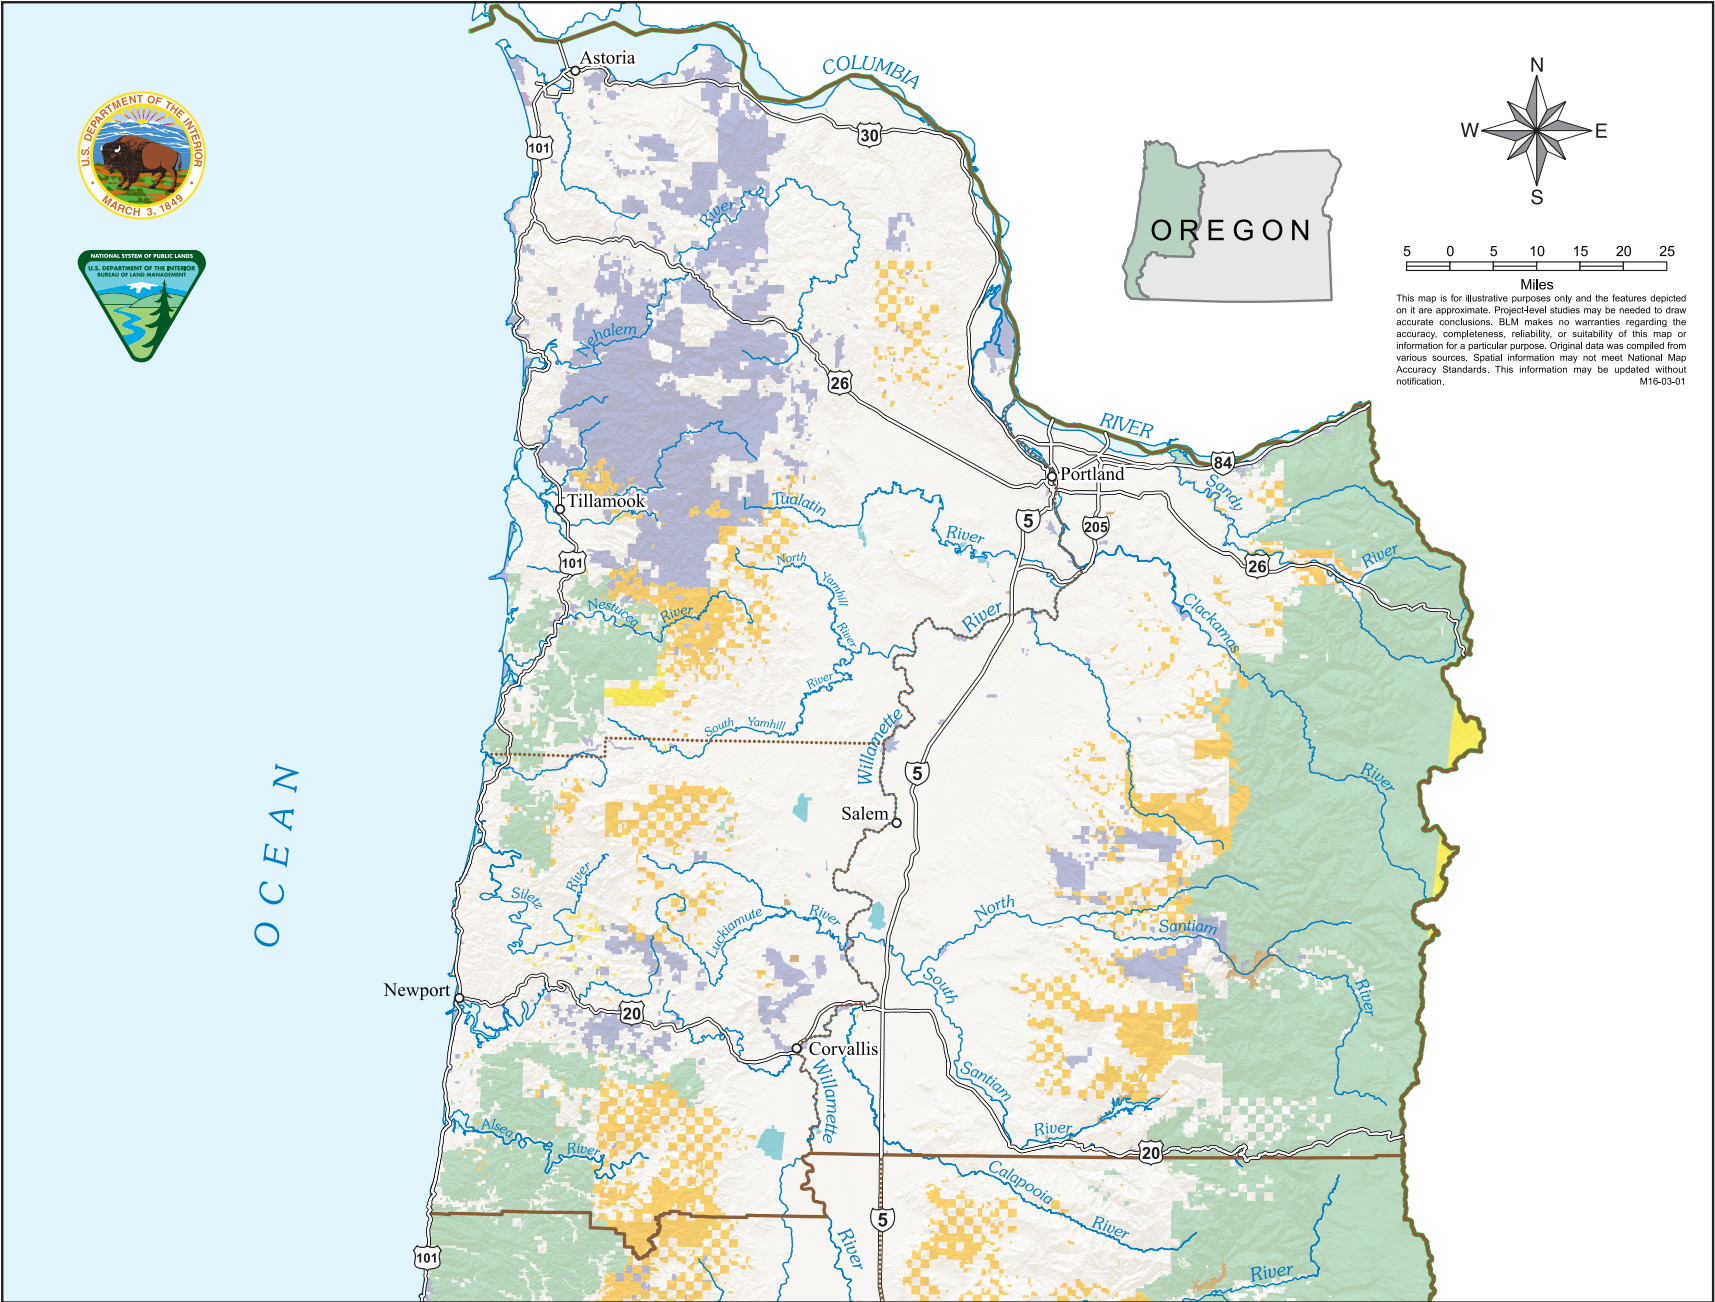 Astoria
COLUMBIA
30
101
U.S. DEPARTMENT OF THE INTERIOR
MARCH 3, 1849
NATIONAL SYSTEM OF PUBLIC LANDS
U.S. DEPARTMENT OF THE INTERIOR
BUREAU OF LAND MANAGEMENT
N
W
E
S
OREGON
5 0 5 10 15 20 25
Miles
This map is for illustrative purposes only and the features depicted
on it are approximate. Project-level studies may be needed to draw
accurate conclusions. BLM makes no warranties regarding the
accuracy, completeness, reliability, or suitability of this map or
information for a particular purpose. Original data was compiled from
various sources. Spatial information may not meet National Map
Accuracy Standards. This information may be updated without
notification. M16-03-01
River
Nehalem
26
RIVER
84
Portland
Sandy
Tillamook
Tualatin
River
5
205
101
North
Yamhill
River
26
River
Nestucca
River
River
Clackamas
River
South Yamhill
Willamette
5
River
OCEAN
Salem
Siletz
River
Luckiamute
River
North
Santiam
River
South
Newport
20
Corvallis
Willamette
Santiam
River
20
Alsea
River
Calapooia
River
5
River
101
River